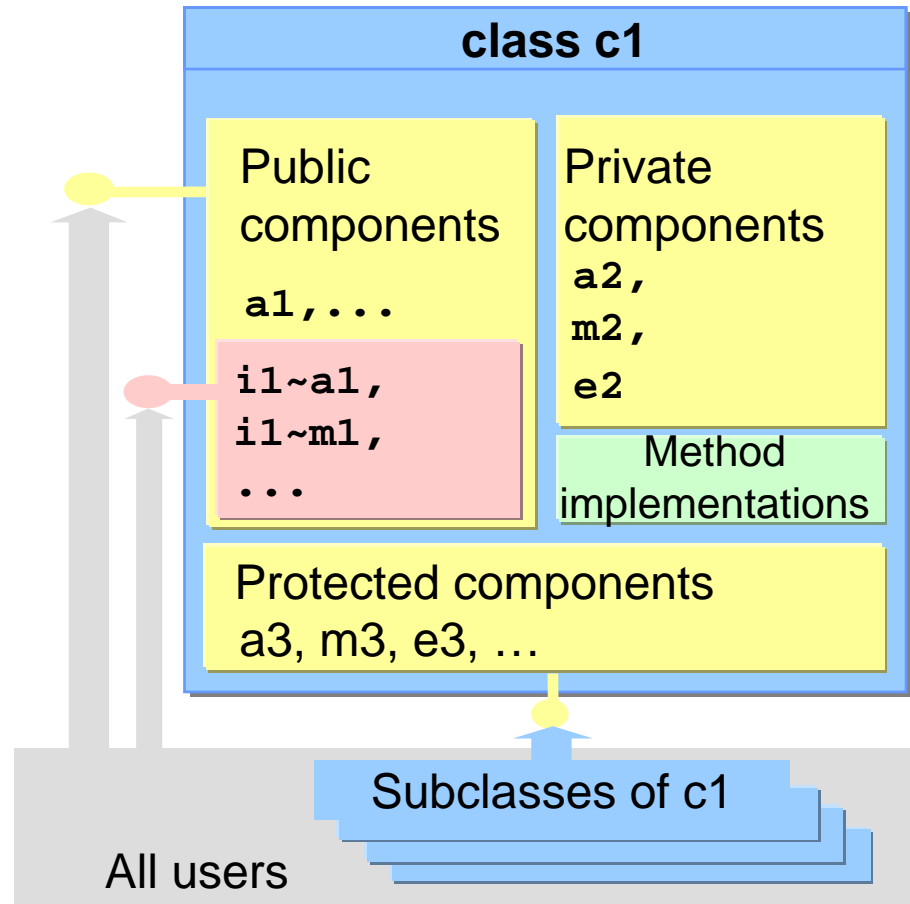 class c1
Public
components
a1,...
i1~a1,
i1~m1,
...
Private
components
a2,
m2,
e2
Method
implementations
Protected components
a3, m3, e3, …
Subclasses of c1
All users